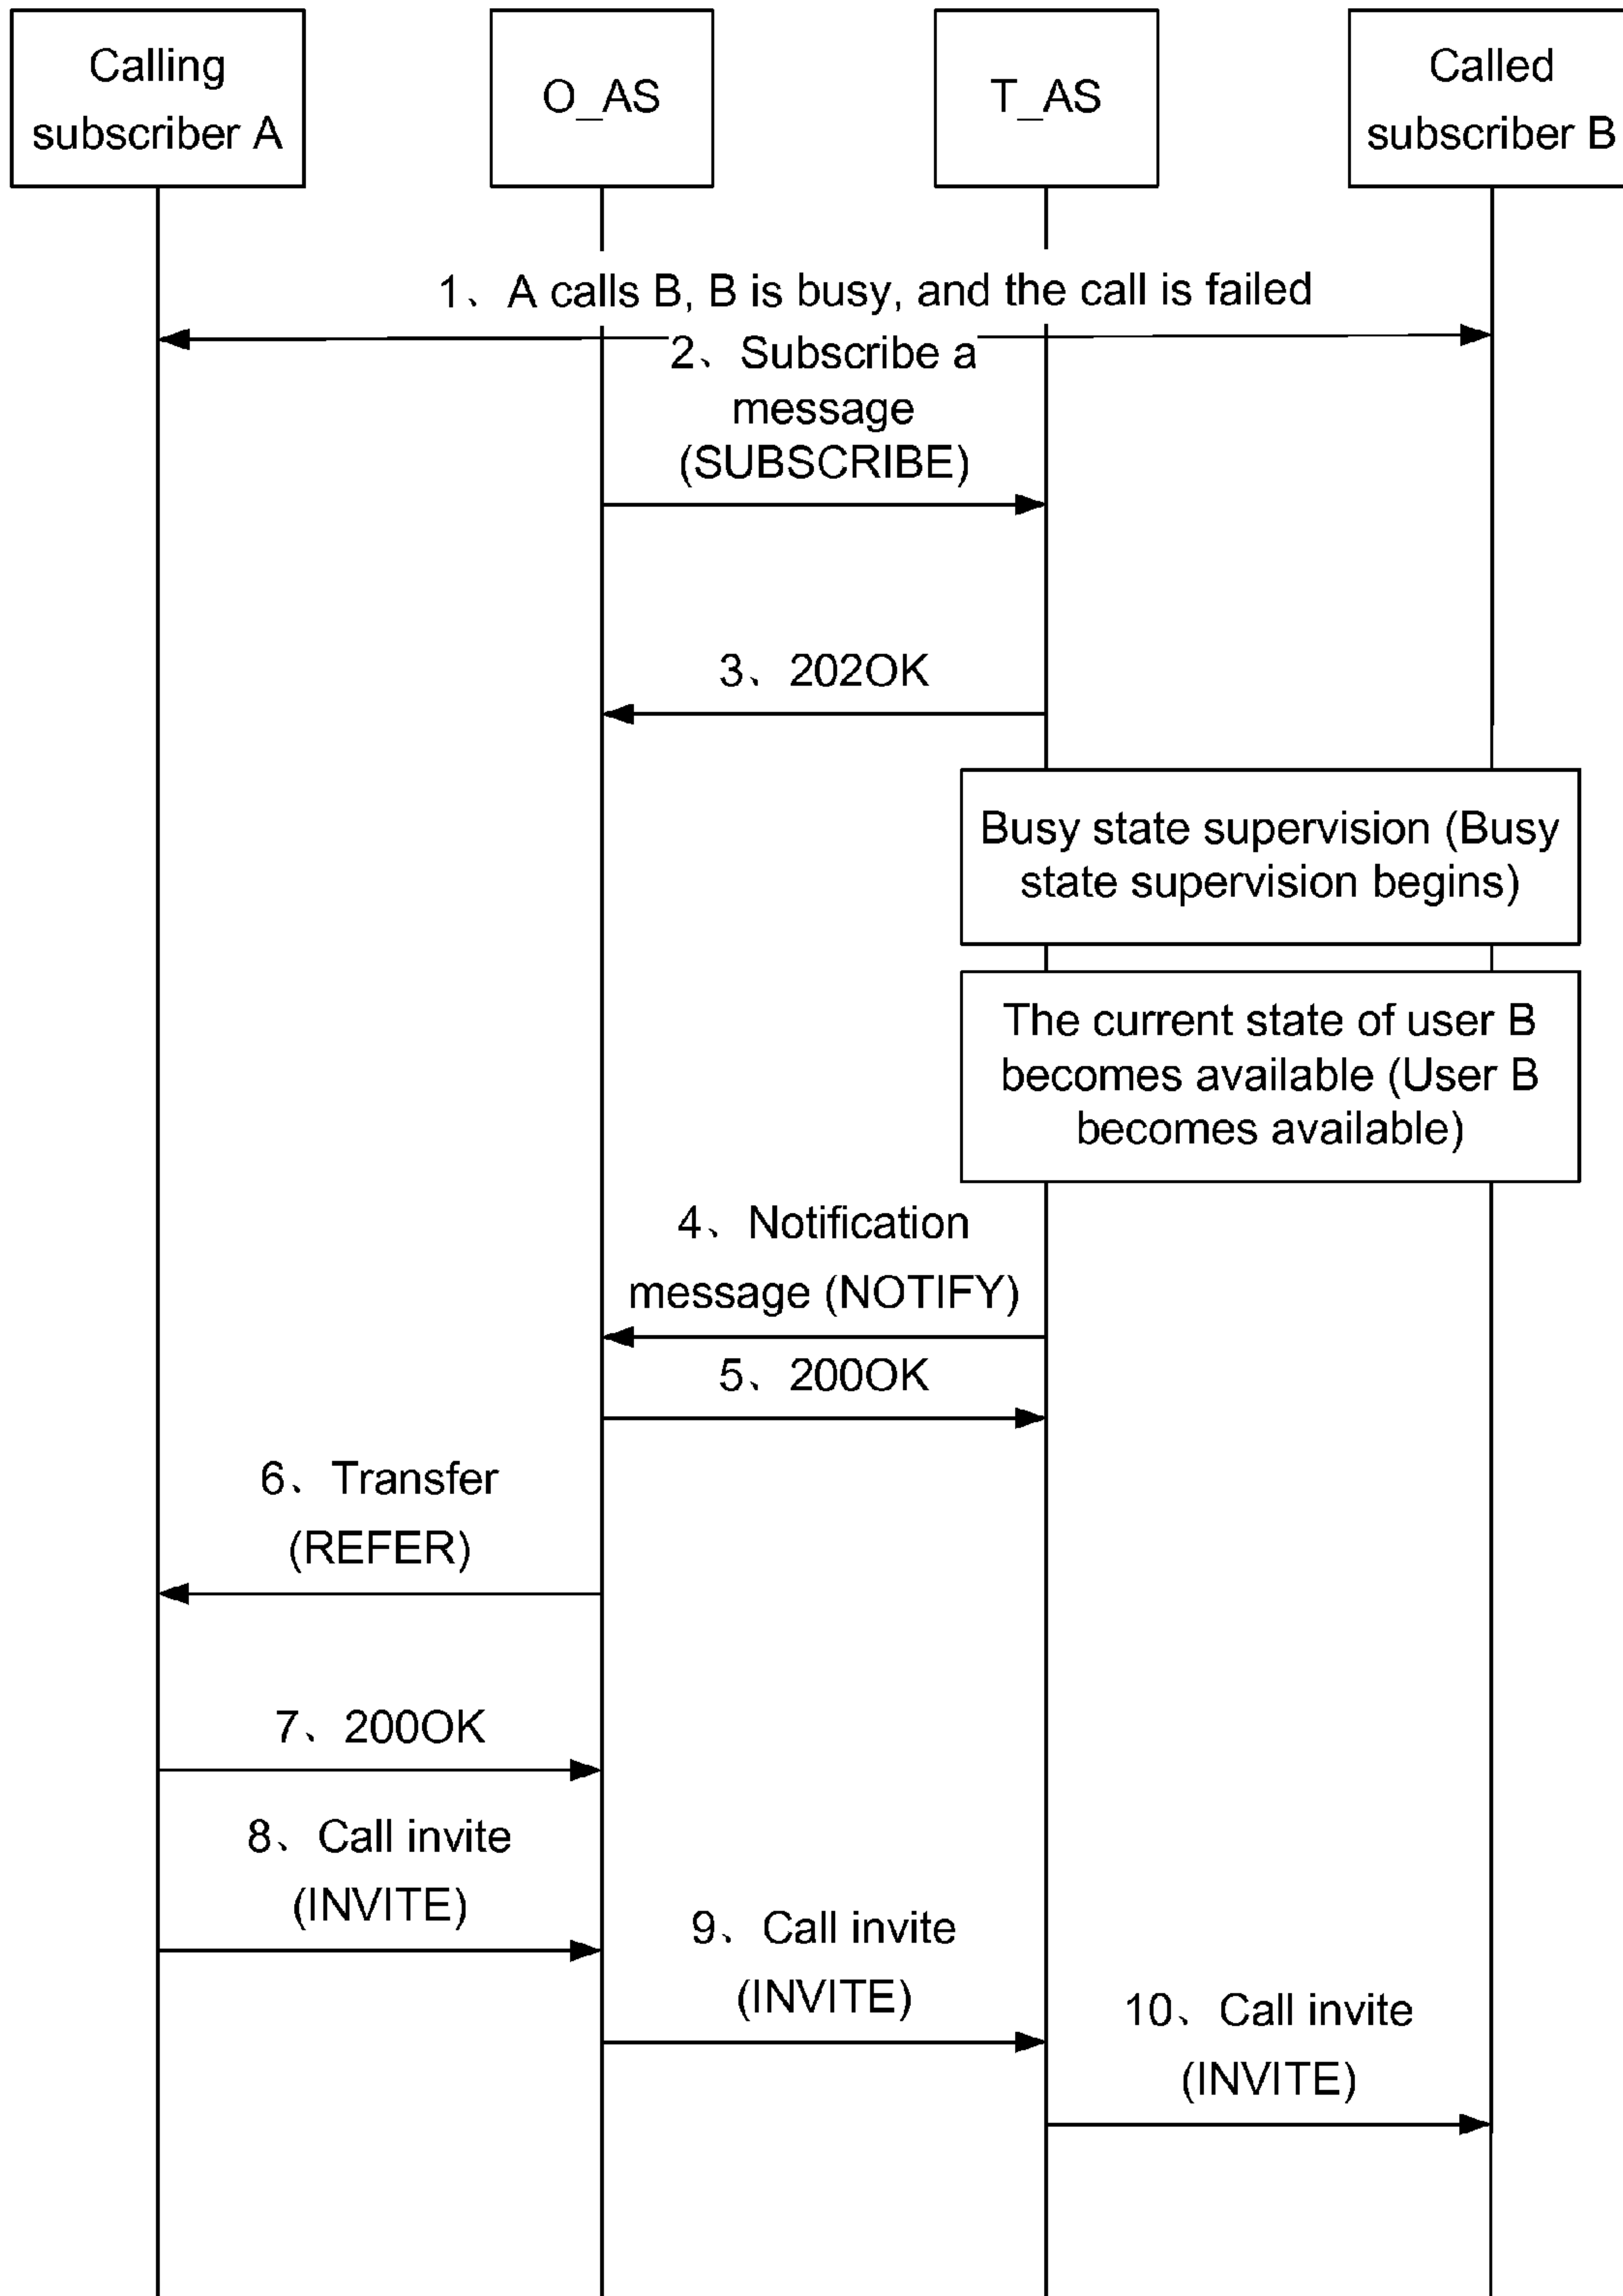 Calling
subscriber A
O_AS
T_AS
Called
subscriber B
1、A calls B, B is busy, and the call is failed
2、Subscribe a
message
(SUBSCRIBE)
3、202OK
Busy state supervision (Busy
state supervision begins)
The current state of user B
becomes available (User B
becomes available)
4、Notification
message (NOTIFY)
5、200OK
6、Transfer
(REFER)
7、200OK
8、Call invite
(INVITE)
9、Call invite
(INVITE)
10、Call invite
(INVITE)